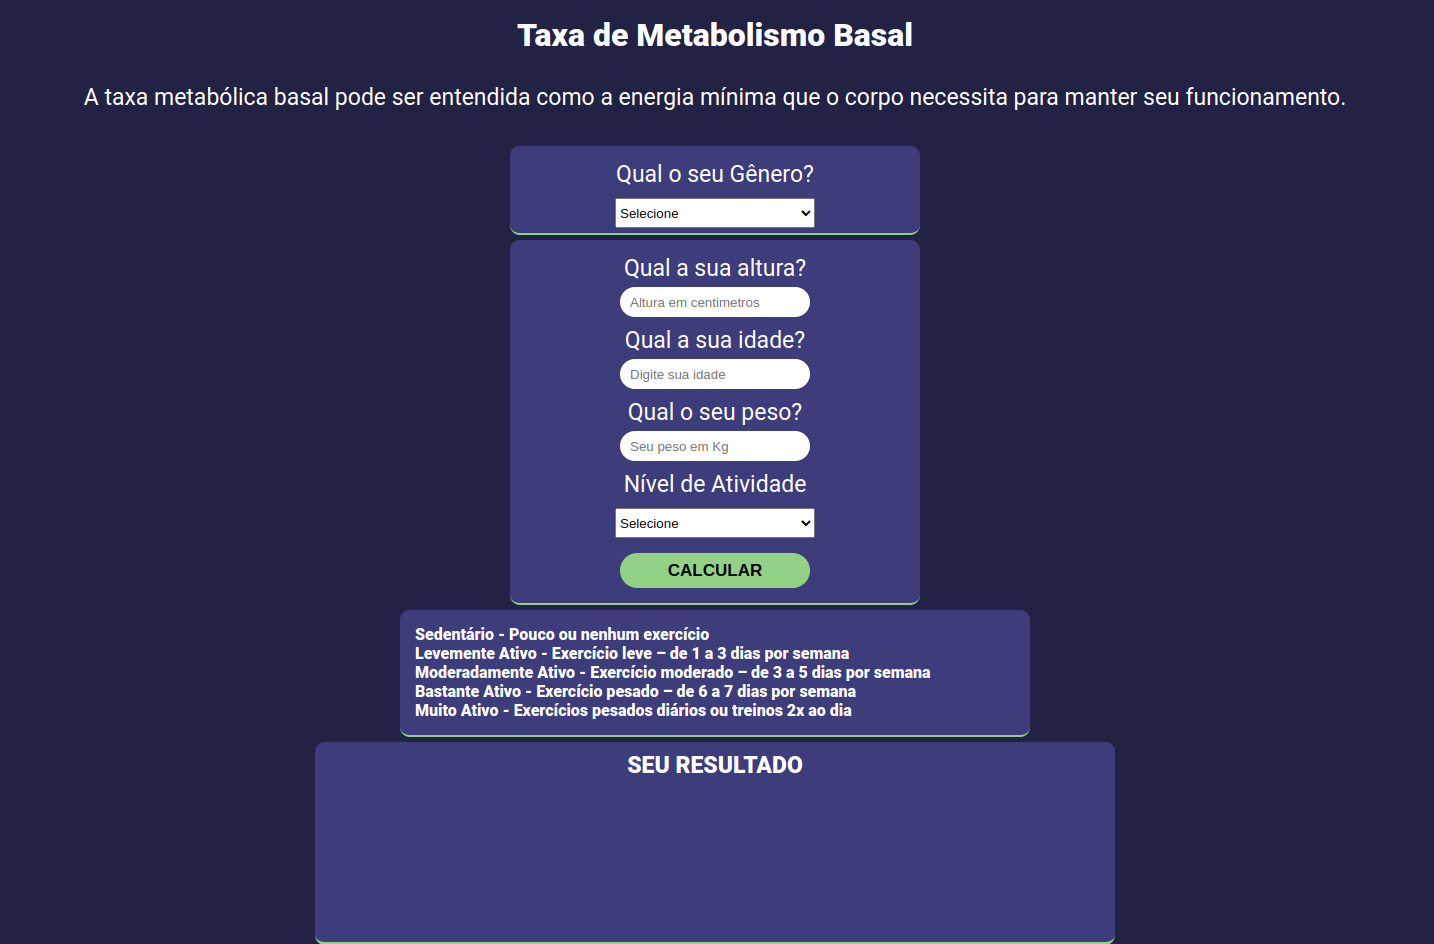 Taxa de Metabolismo Basal
A taxa metabólica basal pode ser entendida como a energia mínima que o corpo necessita para manter seu funcionamento.
Qual o seu Gênero?
Selecione
Qual a sua altura?
Altura em centimetros
Qual a sua idade?
Digite sua idade
Qual o seu peso?
Seu peso em Kg
Nível de Atividade
Selecione
CALCULAR
Sedentário - Pouco ou nenhum exercício
Levemente Ativo - Exercício leve – de 1 a 3 dias por semana
Moderadamente Ativo - Exercício moderado – de 3 a 5 dias por semana
Bastante Ativo - Exercício pesado – de 6 a 7 dias por semana
Muito Ativo - Exercícios pesados diários ou treinos 2x ao dia
SEU RESULTADO